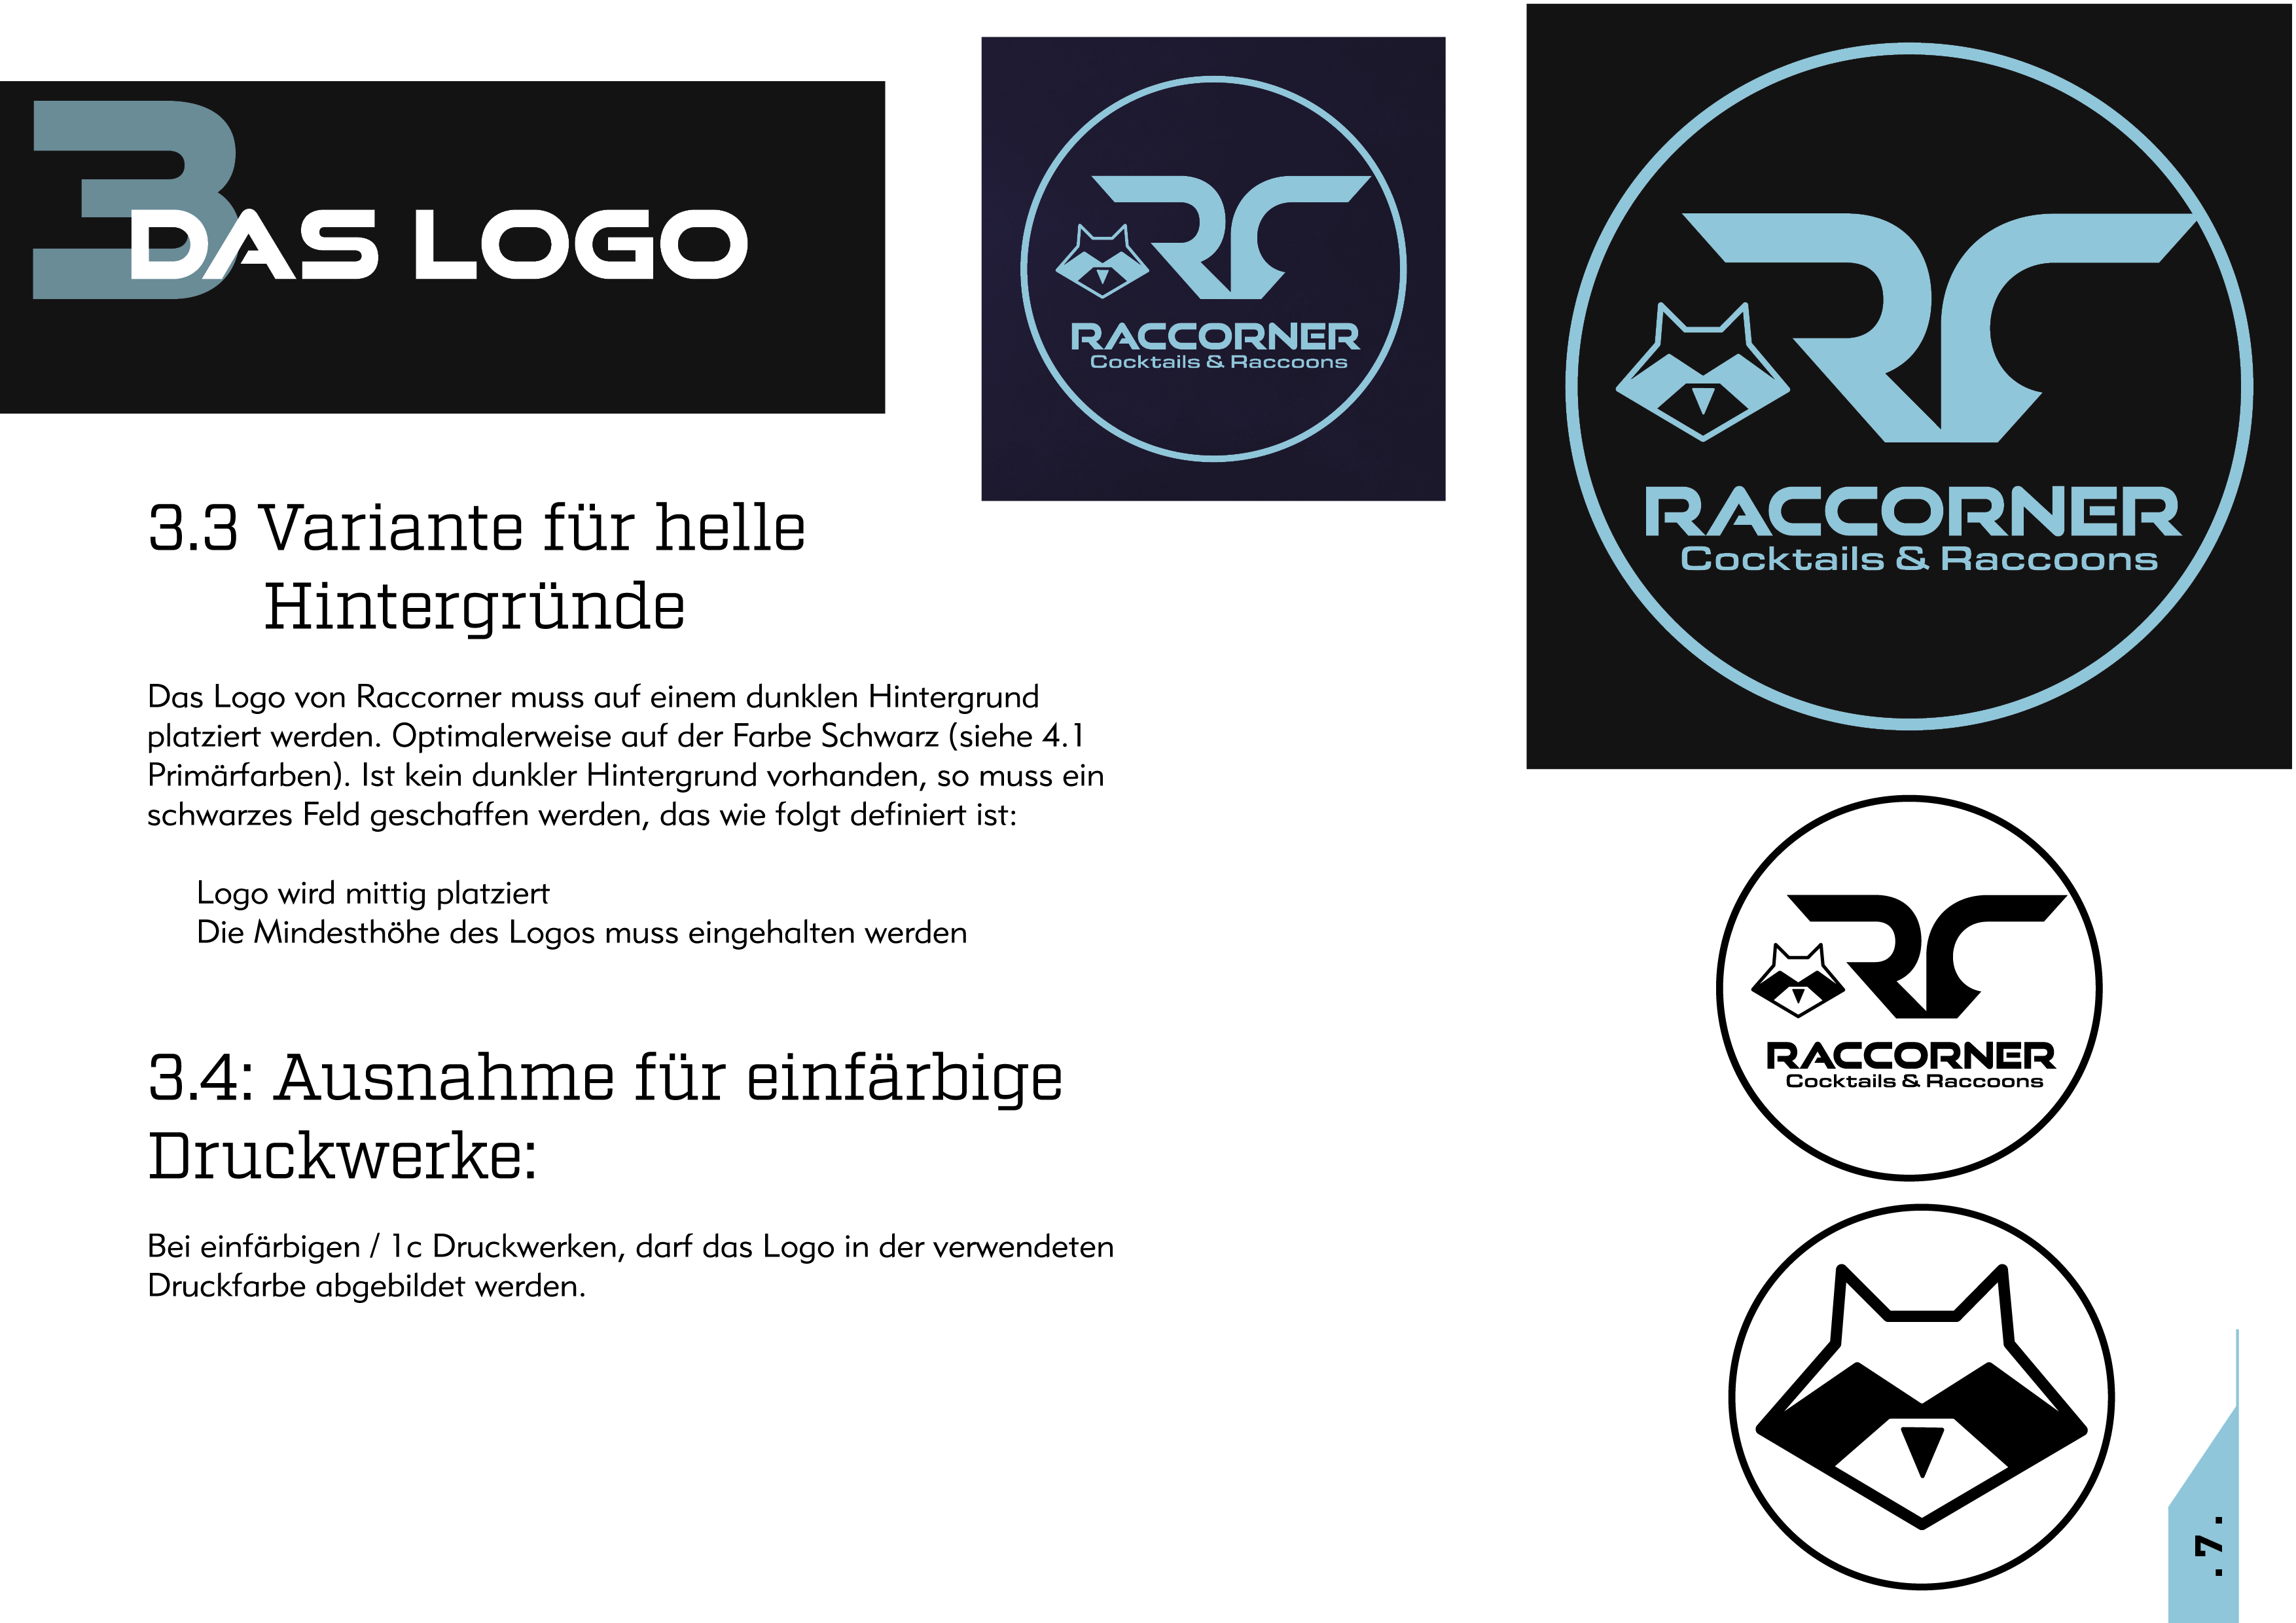 3
DAS LOGO
3.3 Variante für helle
Hintergründe
Das Logo von Raccorner muss auf einem dunklen Hintergrund
platziert werden. Optimalerweise auf der Farbe Schwarz (siehe 4.1
Primärfarben). Ist kein dunkler Hintergrund vorhanden, so muss ein
schwarzes Feld geschaffen werden, das wie folgt definiert ist:
Logo wird mittig platziert
Die Mindesthöhe des Logos muss eingehalten werden
3.4: Ausnahme für einfärbige
Druckwerke:
Bei einfärbigen / 1c Druckwerken, darf das Logo in der verwendeten
Druckfarbe abgebildet werden.
RC
RACCORNER
Cocktails & Raccoons
RC
RACCORNER
Cocktails & Raccoons
RC
RACCORNER
Cocktails & Raccoons
. 7 .